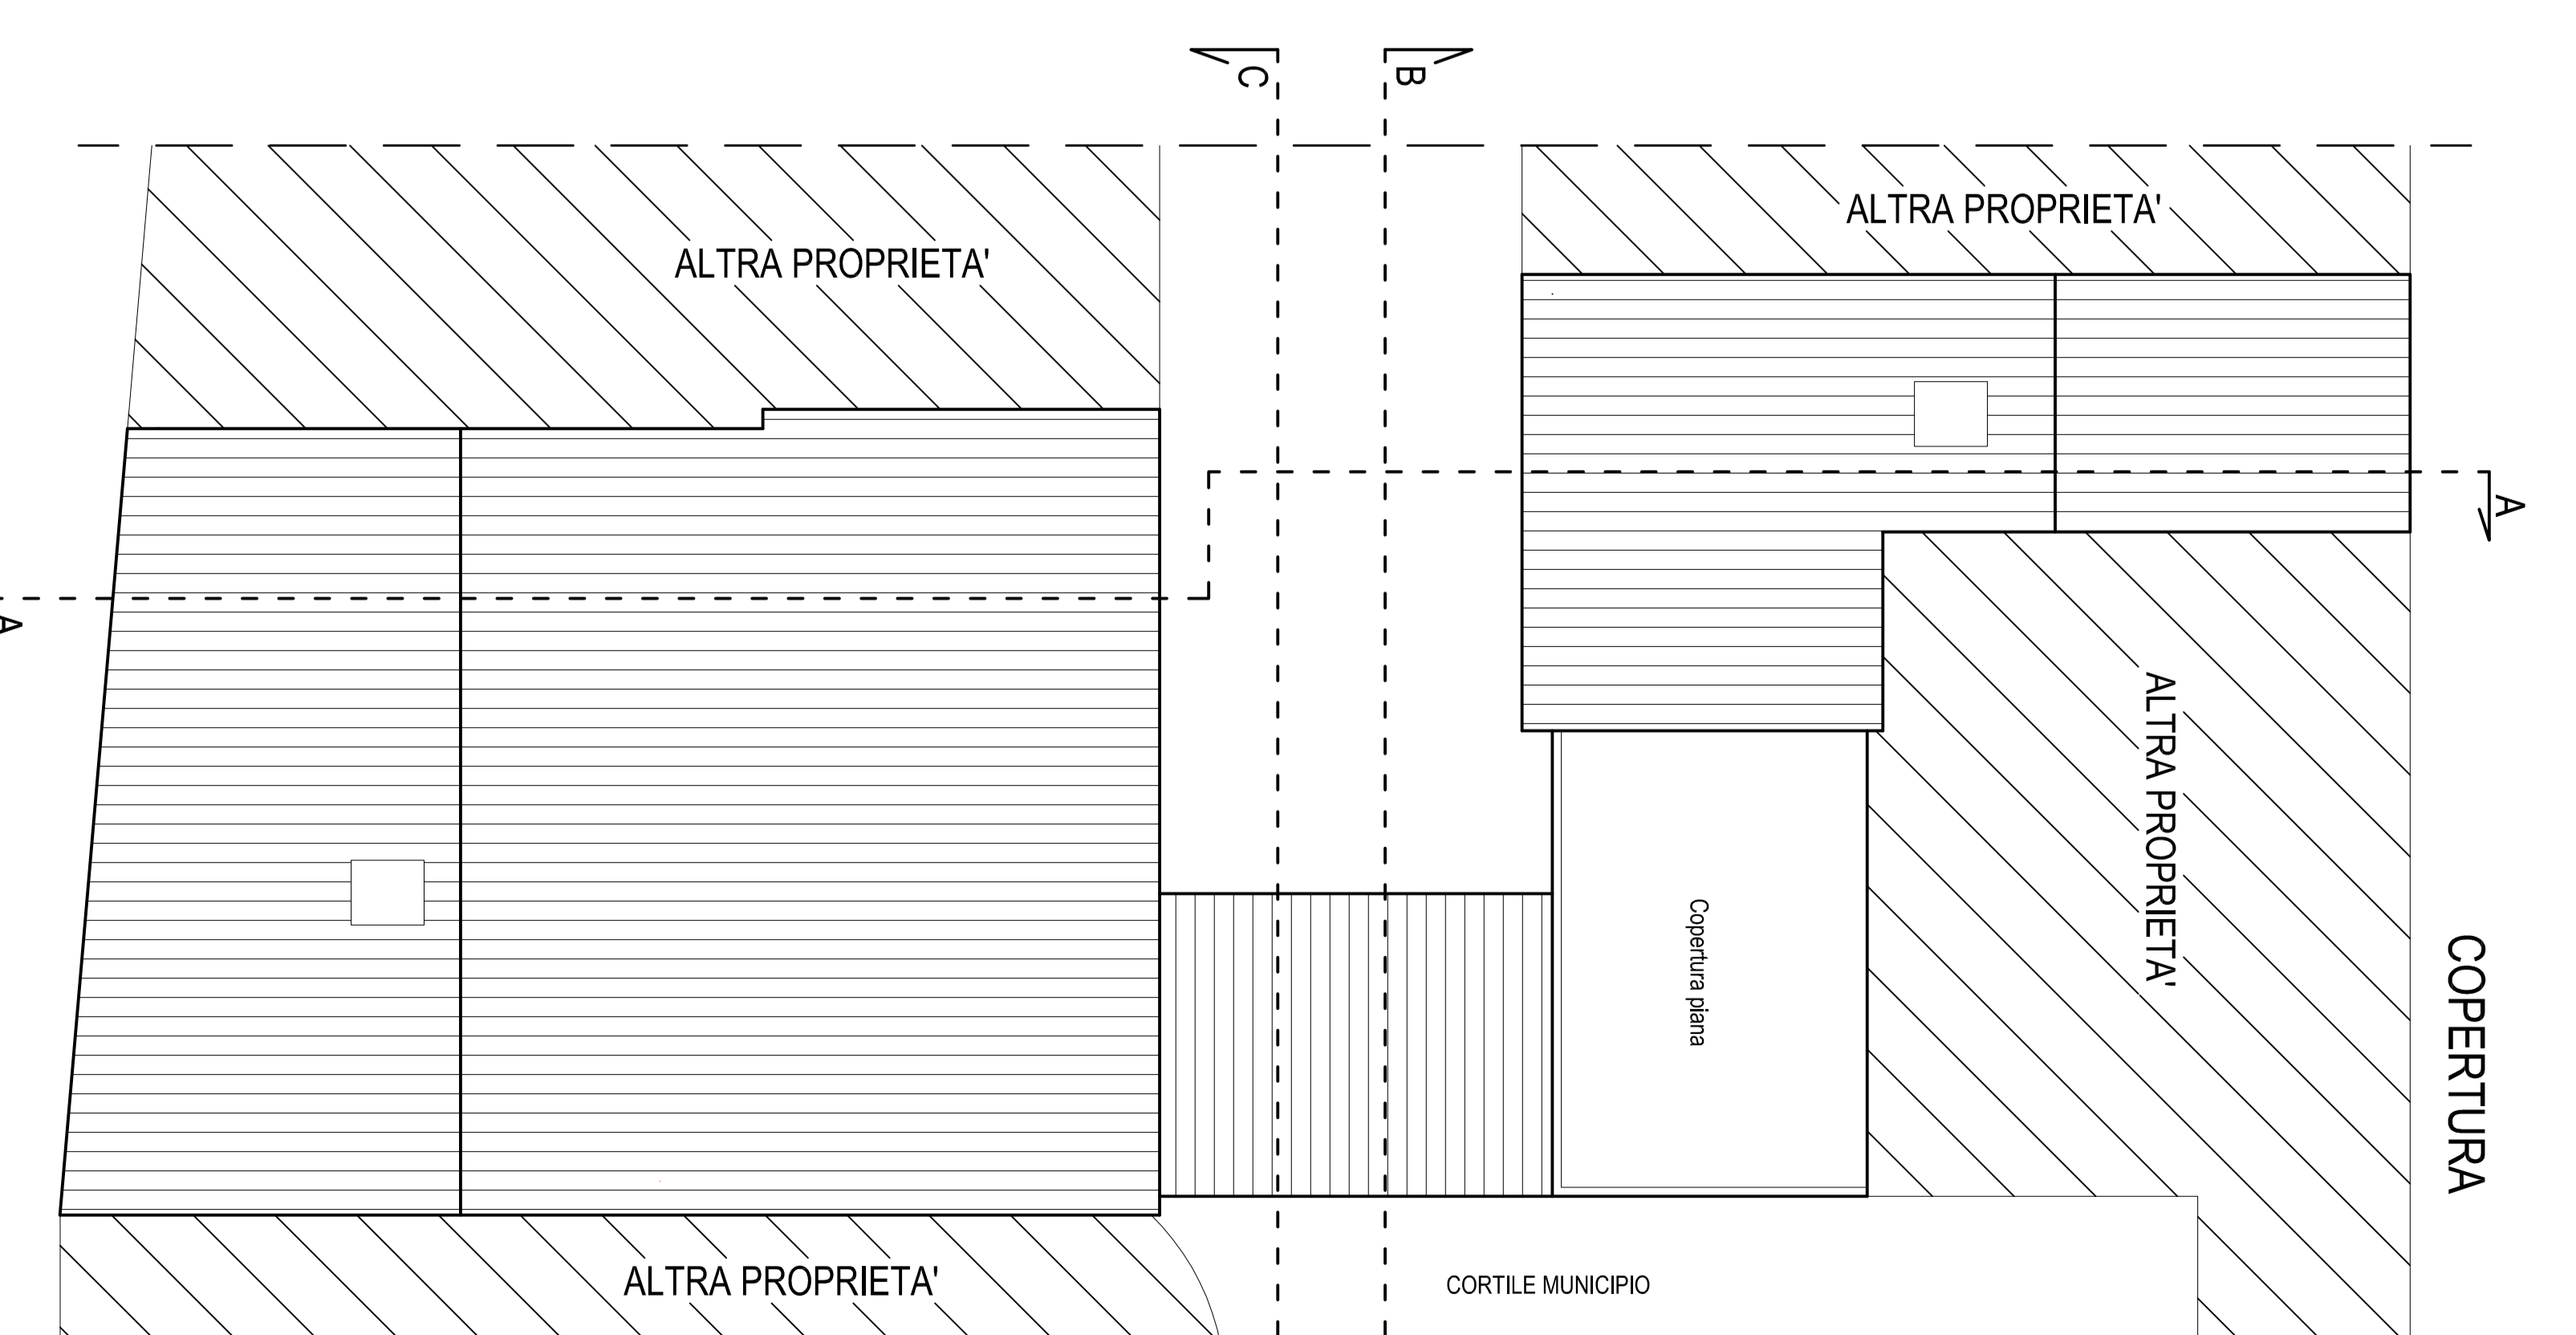 C
B
ALTRA PROPRIETA'
ALTRA PROPRIETA'
A
A
ALTRA PROPRIETA'
Copertura piana
COPERTURA
ALTRA PROPRIETA'
CORTILE MUNICIPIO